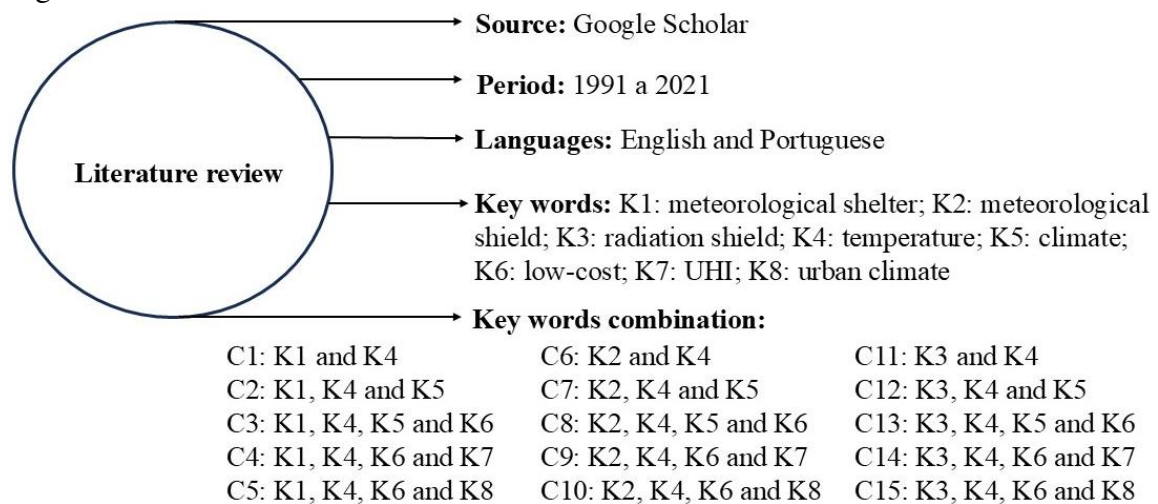 Source: Google Scholar
Period: 1991 a 2021
Languages: English and Portuguese
Literature review
Key words: K1: meteorological shelter; K2: meteorological
shield; K3: radiation shield; K4: temperature; K5: climate;
K6: low-cost; K7: UHI; K8: urban climate
Key words combination:
C1: K1 and K4
C2: K1, K4 and K5
C3: K1, K4, K5 and K6
C4: K1, K4, K6 and K7
C5: K1, K4, K6 and K8
C6: K2 and K4
C7: K2, K4 and K5
C8: K2, K4, K5 and K6
C9: K2, K4, K6 and K7
C10: K2, K4, K6 and K8
C11: K3 and K4
C12: K3, K4 and K5
C13: K3, K4, K5 and K6
C14: K3, K4, K6 and K7
C15: K3, K4, K6 and K8